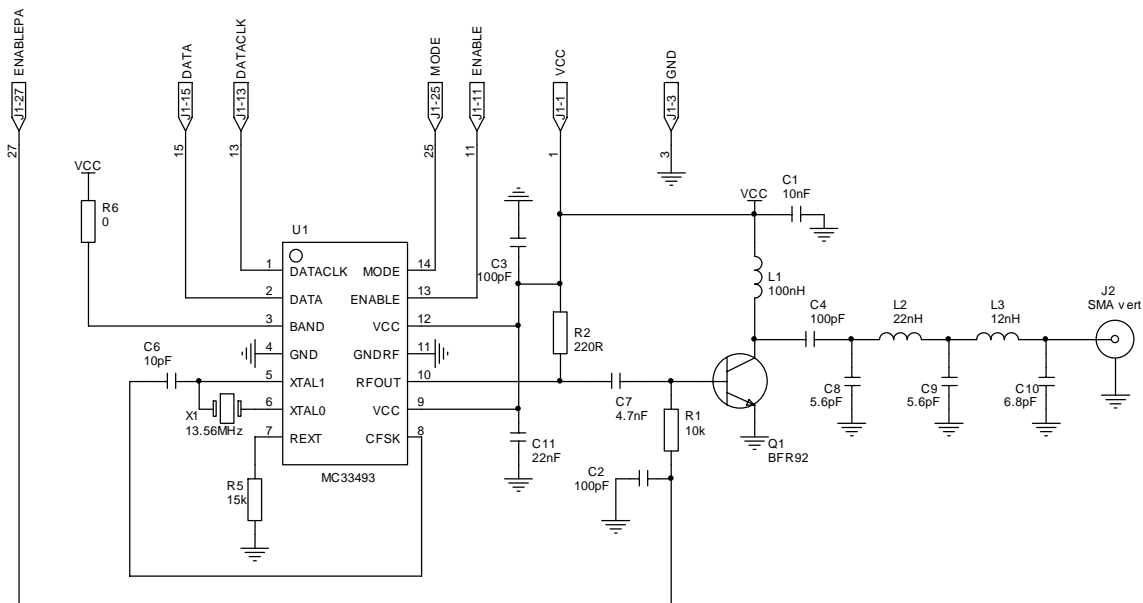 ENABLEPA
J1-27
27
DATA
J1-15
15
DATACLK
J1-13
13
MODE
J1-25
25
ENABLE
J1-11
11
VCC
J1-1
1
GND
J1-3
3
VCC
R6
0
U1
1 DATACLK
2 DATA
3 BAND
4 GND
5 XTAL1
6 XTAL0
7 REXT
MODE 14
ENABLE 13
VCC 12
GNDRF 11
RFOUT 10
VCC 9
CFSK 8
MC33493
C6
10pF
X1
13.56MHz
R5
15k
C3
100pF
C11
22nF
R2
220R
C7
4.7nF
R1
10k
C2
100pF
VCC
C1
10nF
L1
100nH
Q1
BFR92
C4
100pF
L2
22nH
L3
12nH
C8
5.6pF
C9
5.6pF
C10
6.8pF
J2
SMA vert